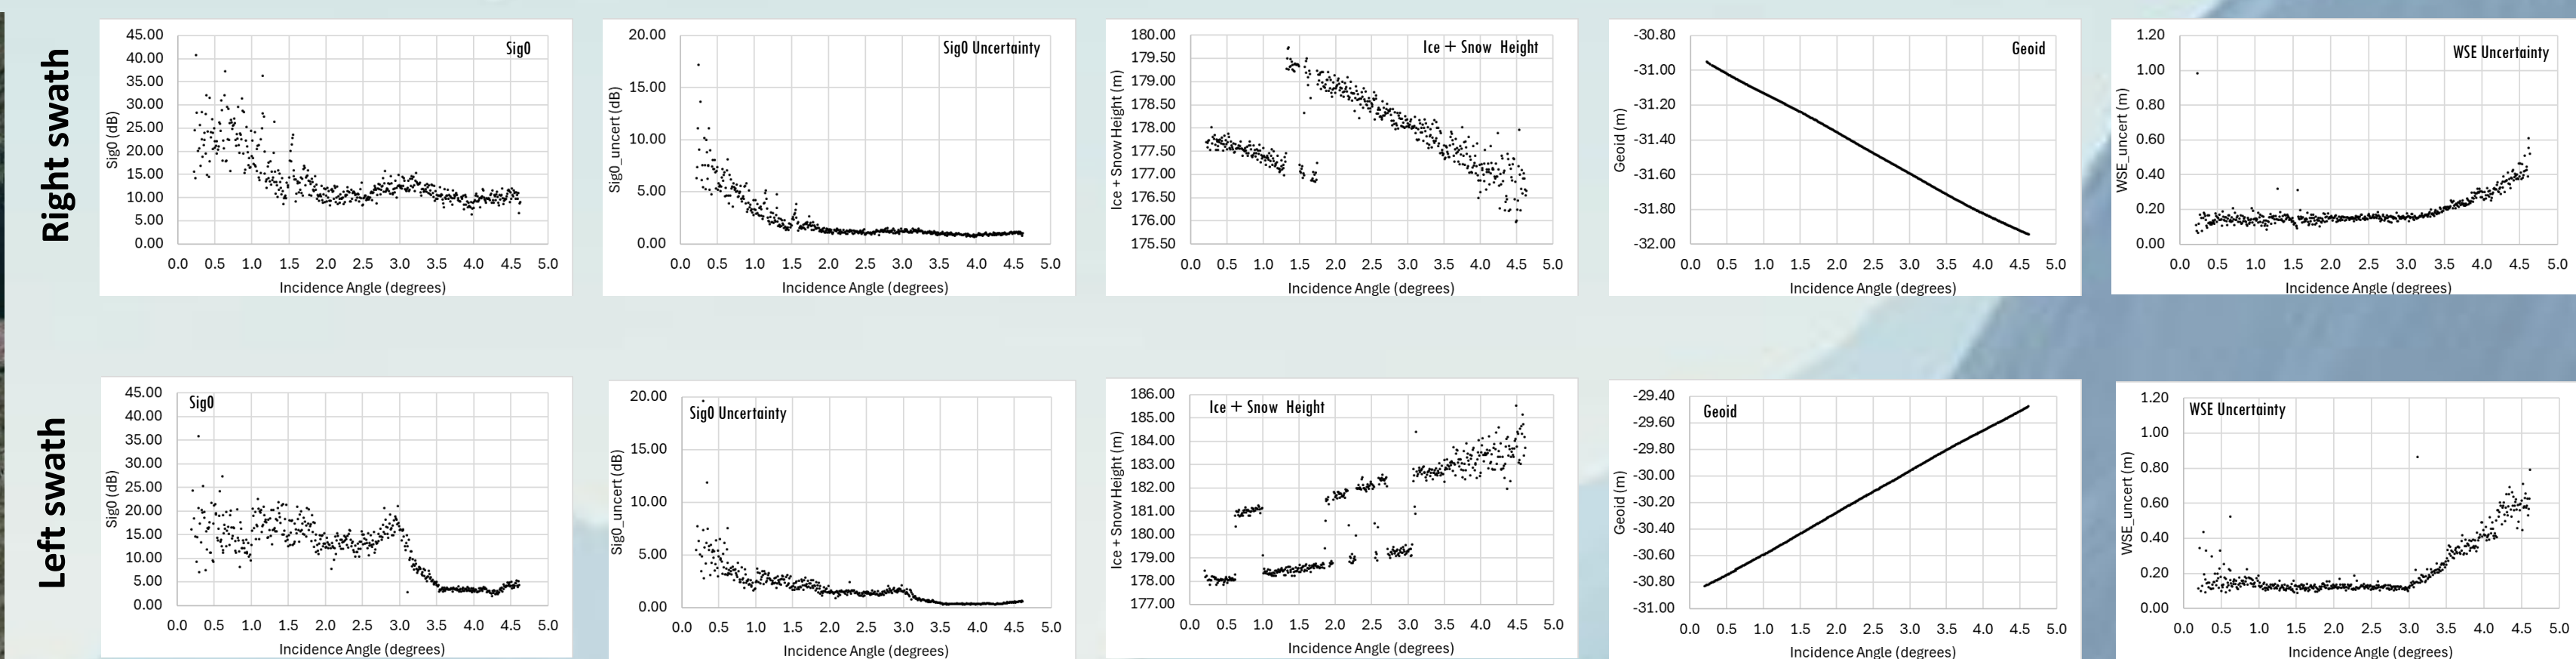 Right swath
Sig0
Sig0 (dB)
45.00
40.00
35.00
30.00
25.00
20.00
15.00
10.00
5.00
0.00
0.0 0.5 1.0 1.5 2.0 2.5 3.0 3.5 4.0 4.5 5.0
Incidence Angle (degrees)
Sig0 Uncertainty
Sig0_uncert (dB)
20.00
15.00
10.00
5.00
0.00
0.0 0.5 1.0 1.5 2.0 2.5 3.0 3.5 4.0 4.5 5.0
Incidence Angle (degrees)
Ice + Snow Height
Ice + Snow Height (m)
180.00
179.50
179.00
178.50
178.00
177.50
177.00
176.50
176.00
175.50
0.0 0.5 1.0 1.5 2.0 2.5 3.0 3.5 4.0 4.5 5.0
Incidence Angle (degrees)
Geoid
Geoid (m)
-30.80
-31.00
-31.20
-31.40
-31.60
-31.80
-32.00
0.0 0.5 1.0 1.5 2.0 2.5 3.0 3.5 4.0 4.5 5.0
Incidence Angle (degrees)
WSE Uncertainty
WSE_uncert (m)
1.20
1.00
0.80
0.60
0.40
0.20
0.00
0.0 0.5 1.0 1.5 2.0 2.5 3.0 3.5 4.0 4.5 5.0
Incidence Angle (degrees)
Left swath
Sig0
Sig0 (dB)
45.00
40.00
35.00
30.00
25.00
20.00
15.00
10.00
5.00
0.00
0.0 0.5 1.0 1.5 2.0 2.5 3.0 3.5 4.0 4.5 5.0
Incidence Angle (degrees)
Sig0 Uncertainty
Sig0_uncert (dB)
20.00
15.00
10.00
5.00
0.00
0.0 0.5 1.0 1.5 2.0 2.5 3.0 3.5 4.0 4.5 5.0
Incidence Angle (degrees)
Ice + Snow Height
Ice + Snow Height (m)
186.00
185.00
184.00
183.00
182.00
181.00
180.00
179.00
178.00
177.00
0.0 0.5 1.0 1.5 2.0 2.5 3.0 3.5 4.0 4.5 5.0
Incidence Angle (degrees)
Geoid
Geoid (m)
-29.40
-29.60
-29.80
-30.00
-30.20
-30.40
-30.60
-30.80
-31.00
0.0 0.5 1.0 1.5 2.0 2.5 3.0 3.5 4.0 4.5 5.0
Incidence Angle (degrees)
WSE Uncertainty
WSE_uncert (m)
1.20
1.00
0.80
0.60
0.40
0.20
0.00
0.0 0.5 1.0 1.5 2.0 2.5 3.0 3.5 4.0 4.5 5.0
Incidence Angle (degrees)